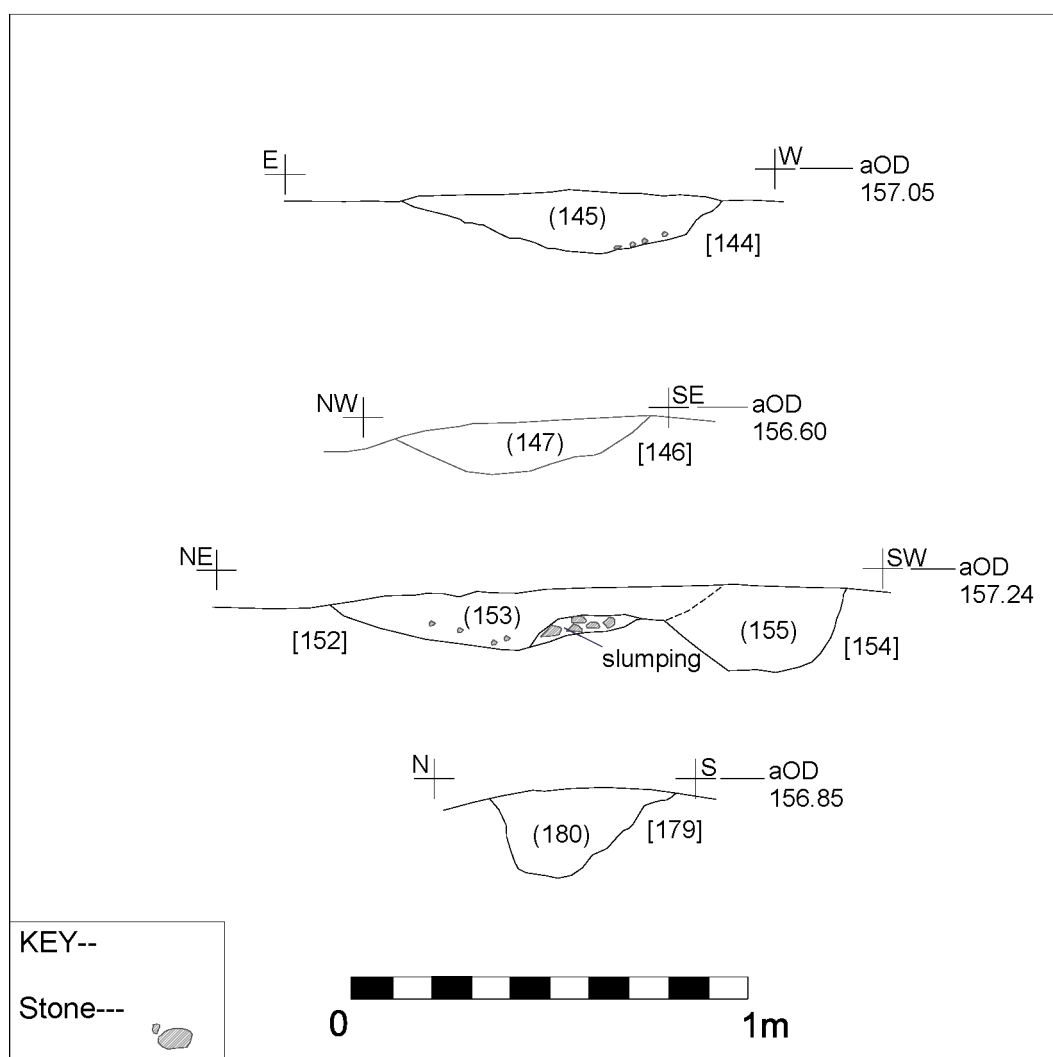 E
W
aOD
157.05
(145)
[144]
NW
SE
aOD
156.60
(147)
[146]
NE
SW
aOD
157.24
(153)
[152]
(155)
[154]
slumping
N
S
aOD
156.85
(180)
[179]
KEY--
Stone---
0
1m